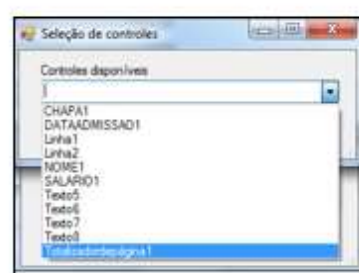 Seleção de controles
Controles disponíveis
CHAPA1
DATAADMISSAO1
Linha1
Linha2
NOME1
SALARIO1
Texto5
Texto6
Texto7
Texto8
Totalizadordepágina1